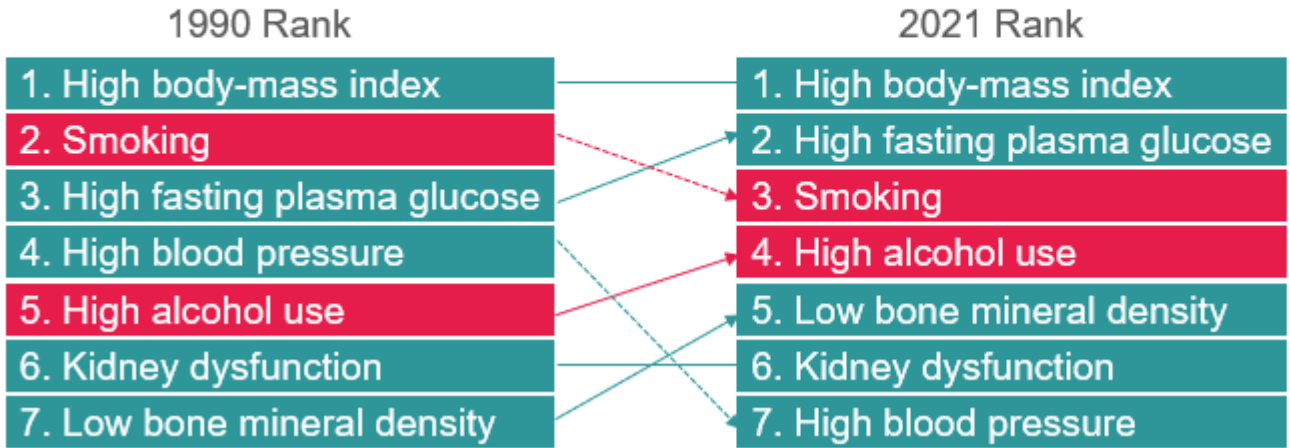 1990 Rank
1. High body-mass index
2. Smoking
3. High fasting plasma glucose
4. High blood pressure
5. High alcohol use
6. Kidney dysfunction
7. Low bone mineral density
2021 Rank
1. High body-mass index
2. High fasting plasma glucose
3. Smoking
4. High alcohol use
5. Low bone mineral density
6. Kidney dysfunction
7. High blood pressure